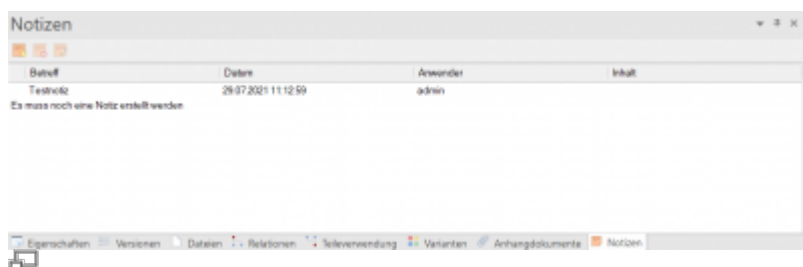 Notizen
Betreff Datum Anwender Inhalt
Testnotiz 29.07.2021 11:12:59 admin
Es muss noch eine Notiz erstellt werden
Eigenschaften Versionen Dateien Relationen Teileverwendung Varianten Anhangdokumente Notizen